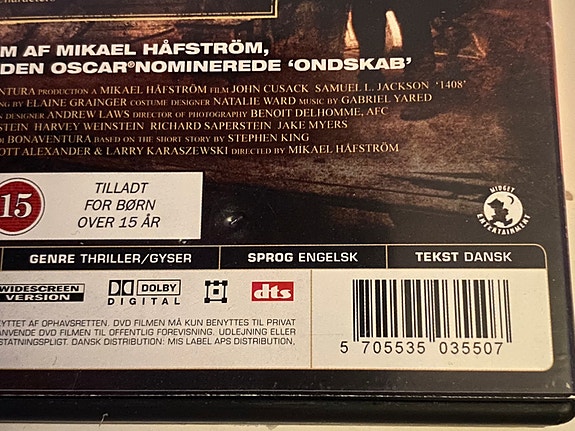 M AF MIKAEL HÅFSTRÖM,
DEN OSCAR®NOMINEREDE ‘ONDSKAB’
PRODUCTION A MIKAEL HÅFSTRÖM FILM JOHN CUSACK SAMUEL L. JACKSON ‘1408’
BY ELAINE GRAINGER COSTUME DESIGNER NATALIE WARD MUSIC BY GABRIEL YARED
DESIGNER ANDREW LAWS DIRECTOR OF PHOTOGRAPHY BENOIT DELHOMME, AFC
STEIN HARVEY WEINSTEIN RICHARD SAPERSTEIN JAKE MYERS
BONAVENTURA BASED ON THE SHORT STORY BY STEPHEN KING
OTT ALEXANDER & LARRY KARASZEWSKI DIRECTED BY MIKAEL HÅFSTRÖM
15
TILLADT
FOR BØRN
OVER 15 ÅR
MIDGET
ENTERTAINMENT
GENRE THRILLER/GYSER
SPROG ENGELSK
TEKST DANSK
WIDESCREEN
VERSION
DOLBY
DIGITAL
dts
YTTET AF OPHAVSRETTEN. DVD FILMEN MÅ KUN BENYTTES TIL PRIVAT
ANVENDE DVD FILMEN TIL OFFENTLIG FOREVISNING. UDLEJNING ELLER
STATNINGSPLIGT. DANSK DISTRIBUTION: MIS LABEL APS DISTRIBUTION,
5 705535 035507